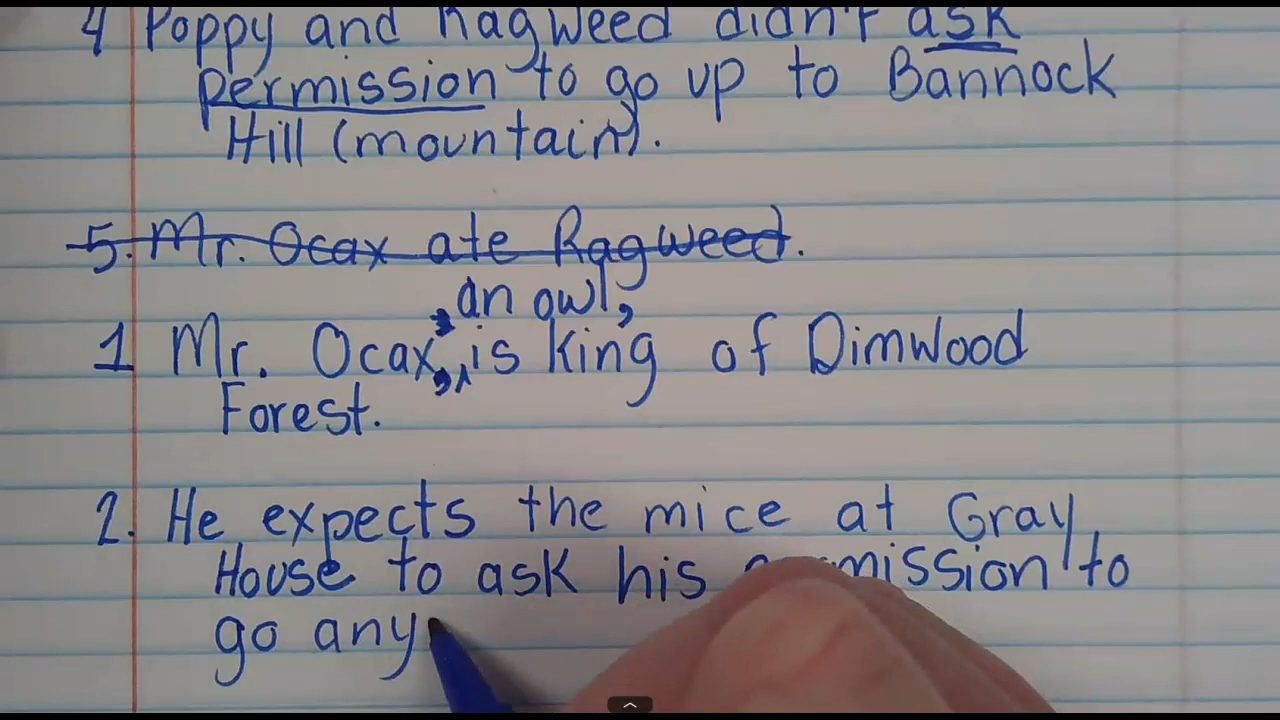 4 Poppy and Ragweed didn't ask
permission to go up to Bannock
Hill (mountain).
5. Mr. Ocax ate Ragweed.
an owl,
1 Mr. Ocax, is king of Dimwood
Forest.
2. He expects the mice at Gray
House to ask his permission to
go any